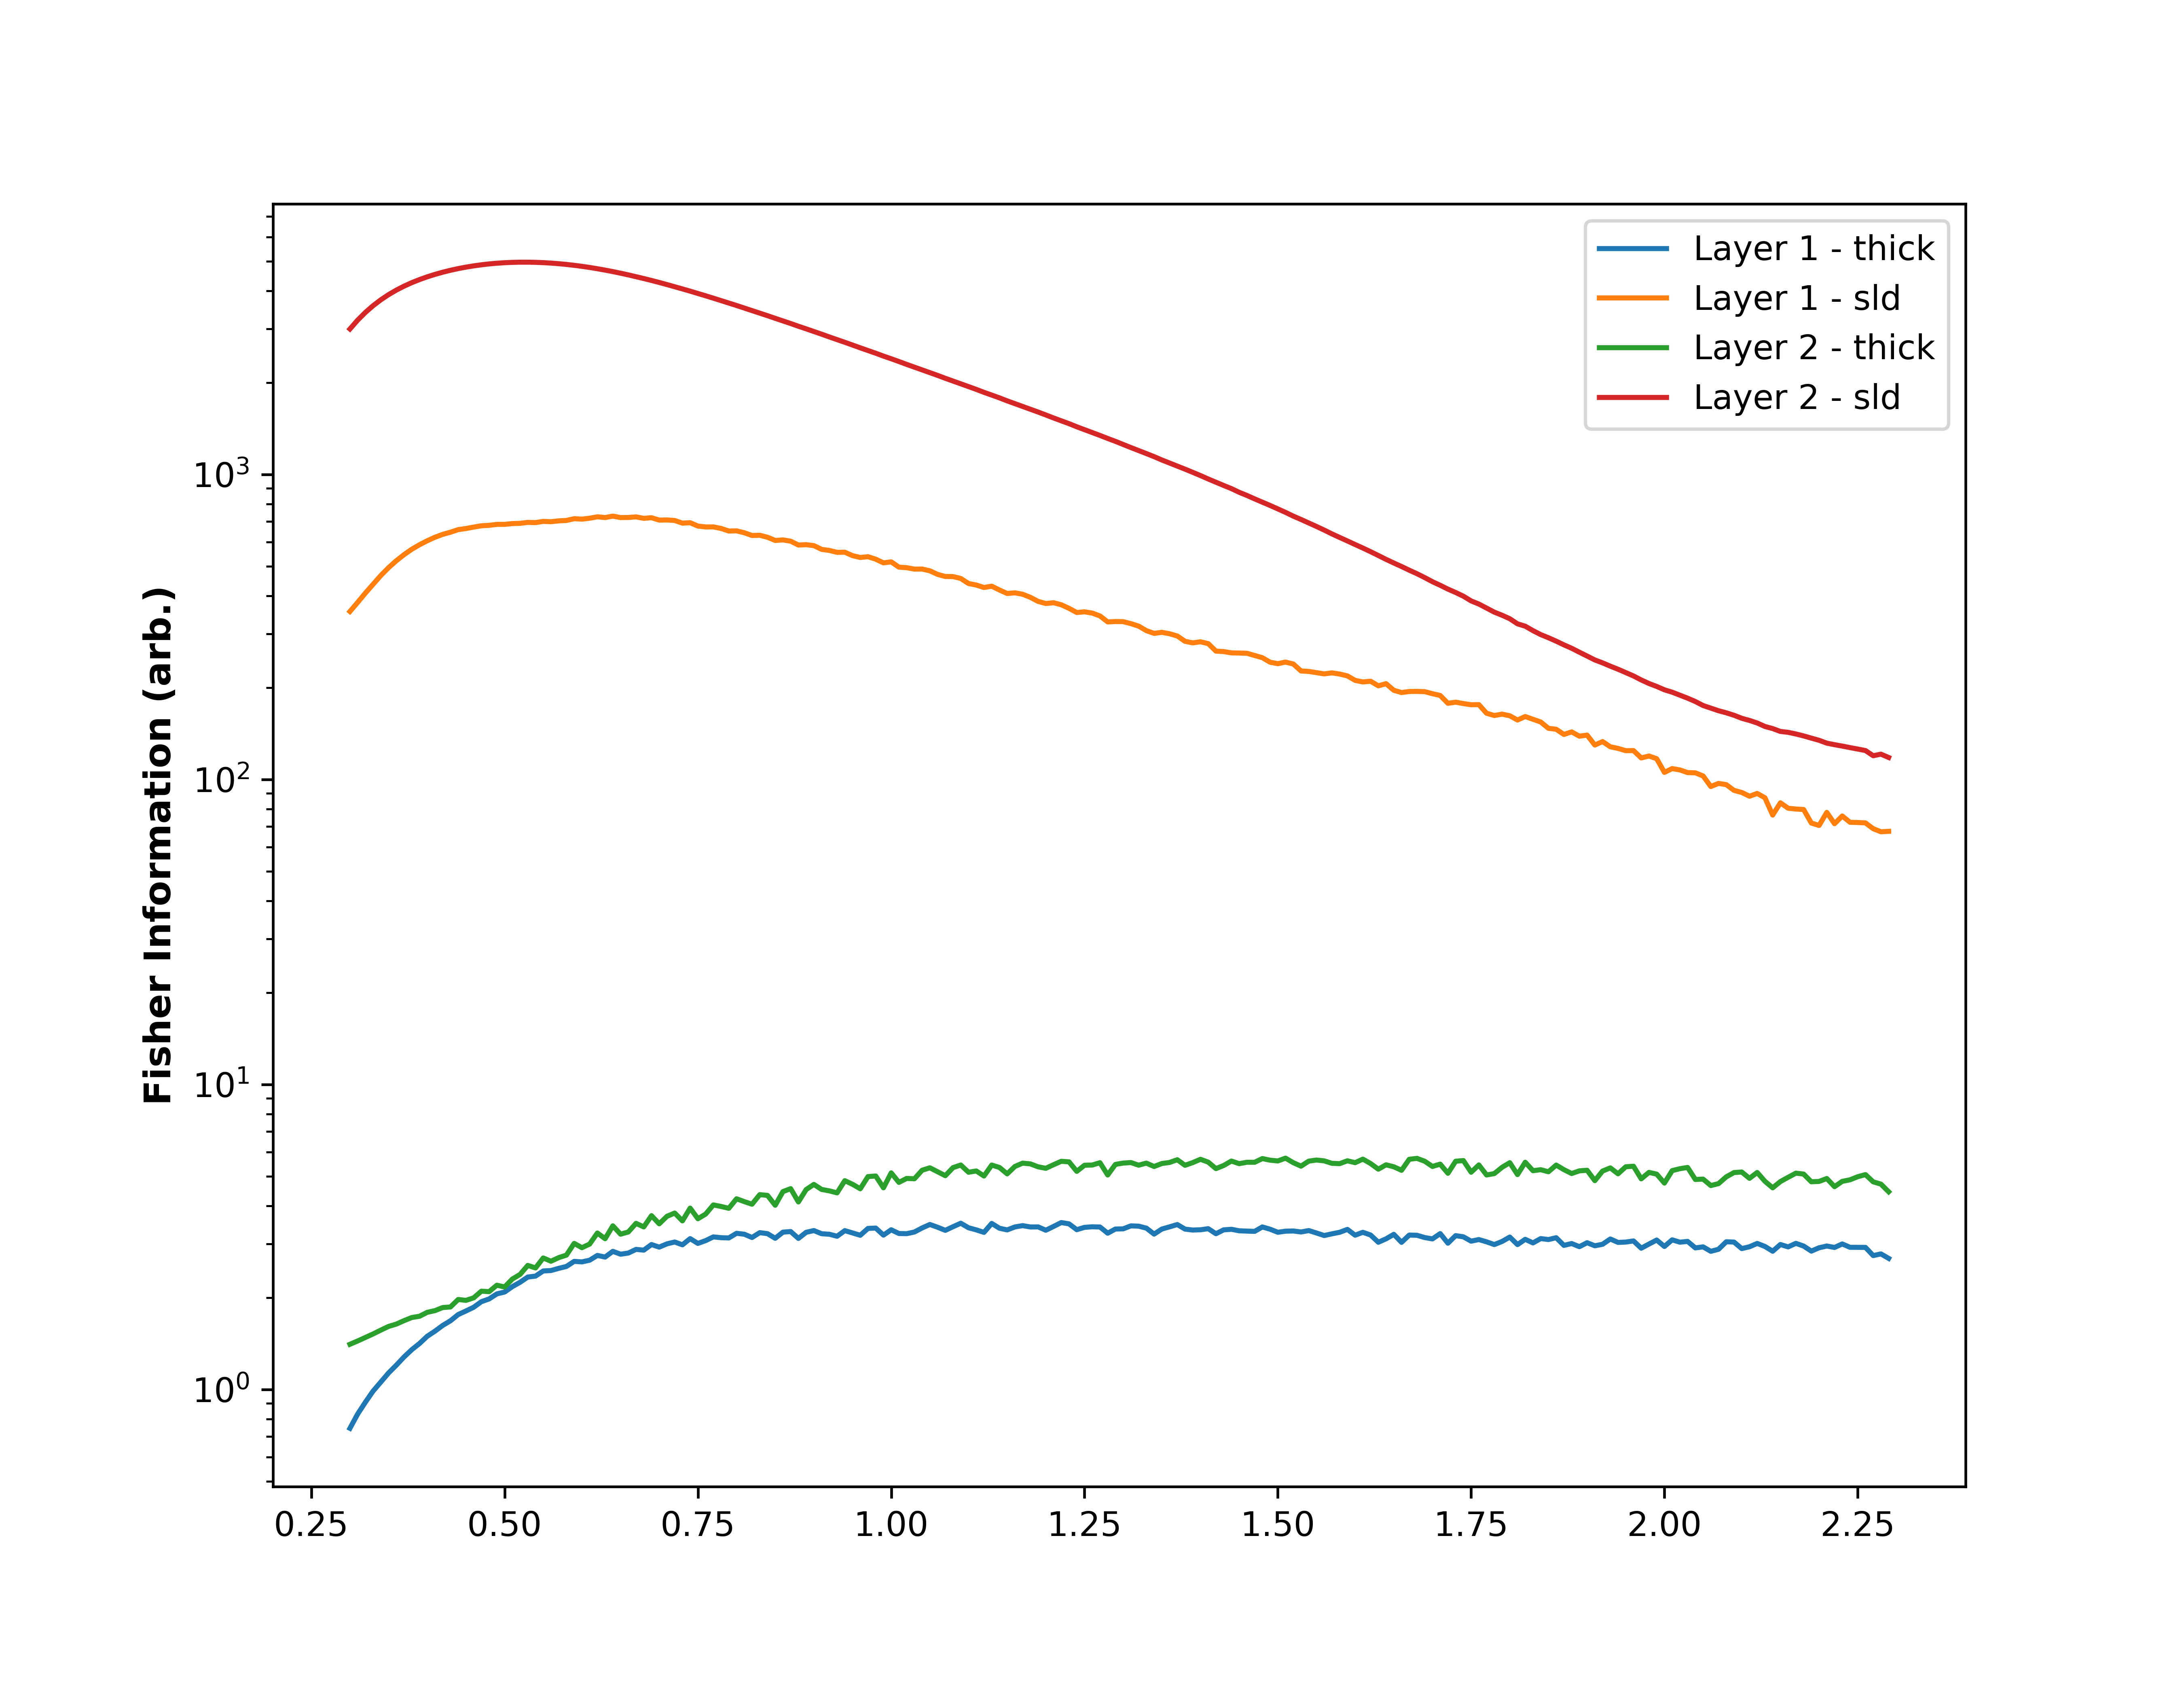 Fisher Information (arb.)
10³
10²
10¹
10⁰
0.25 0.50 0.75 1.00 1.25 1.50 1.75 2.00 2.25
Layer 1 - thick
Layer 1 - sld
Layer 2 - thick
Layer 2 - sld